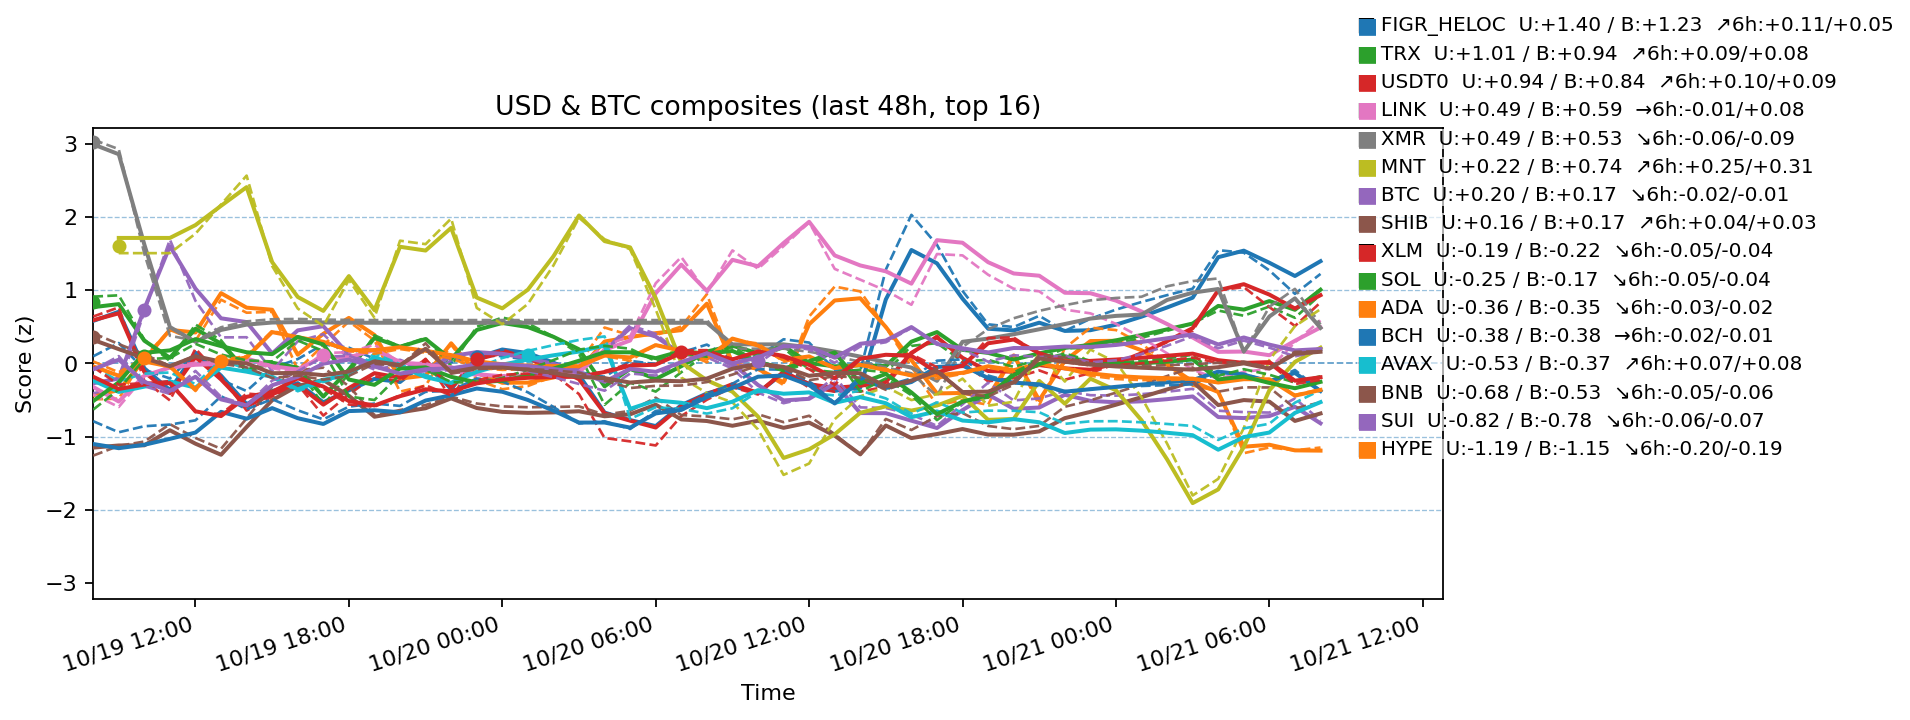 FIGR_HELOC U:+1.40 / B:+1.23 ↗6h:+0.11/+0.05
TRX U:+1.01 / B:+0.94 ↗6h:+0.09/+0.08
USDT0 U:+0.94 / B:+0.84 ↗6h:+0.10/+0.09
LINK U:+0.49 / B:+0.59 →6h:-0.01/+0.08
XMR U:+0.49 / B:+0.53 ↘6h:-0.06/-0.09
MNT U:+0.22 / B:+0.74 ↗6h:+0.25/+0.31
BTC U:+0.20 / B:+0.17 ↘6h:-0.02/-0.01
SHIB U:+0.16 / B:+0.17 ↗6h:+0.04/+0.03
XLM U:-0.19 / B:-0.22 ↘6h:-0.05/-0.04
SOL U:-0.25 / B:-0.17 ↘6h:-0.05/-0.04
ADA U:-0.36 / B:-0.35 ↘6h:-0.03/-0.02
BCH U:-0.38 / B:-0.38 →6h:-0.02/-0.01
AVAX U:-0.53 / B:-0.37 ↗6h:+0.07/+0.08
BNB U:-0.68 / B:-0.53 ↘6h:-0.05/-0.06
SUI U:-0.82 / B:-0.78 ↘6h:-0.06/-0.07
HYPE U:-1.19 / B:-1.15 ↘6h:-0.20/-0.19
USD & BTC composites (last 48h, top 16)
Score (z)
3
2
1
0
−1
−2
−3
10/19 12:00
10/19 18:00
10/20 00:00
10/20 06:00
10/20 12:00
10/20 18:00
10/21 00:00
10/21 06:00
10/21 12:00
Time